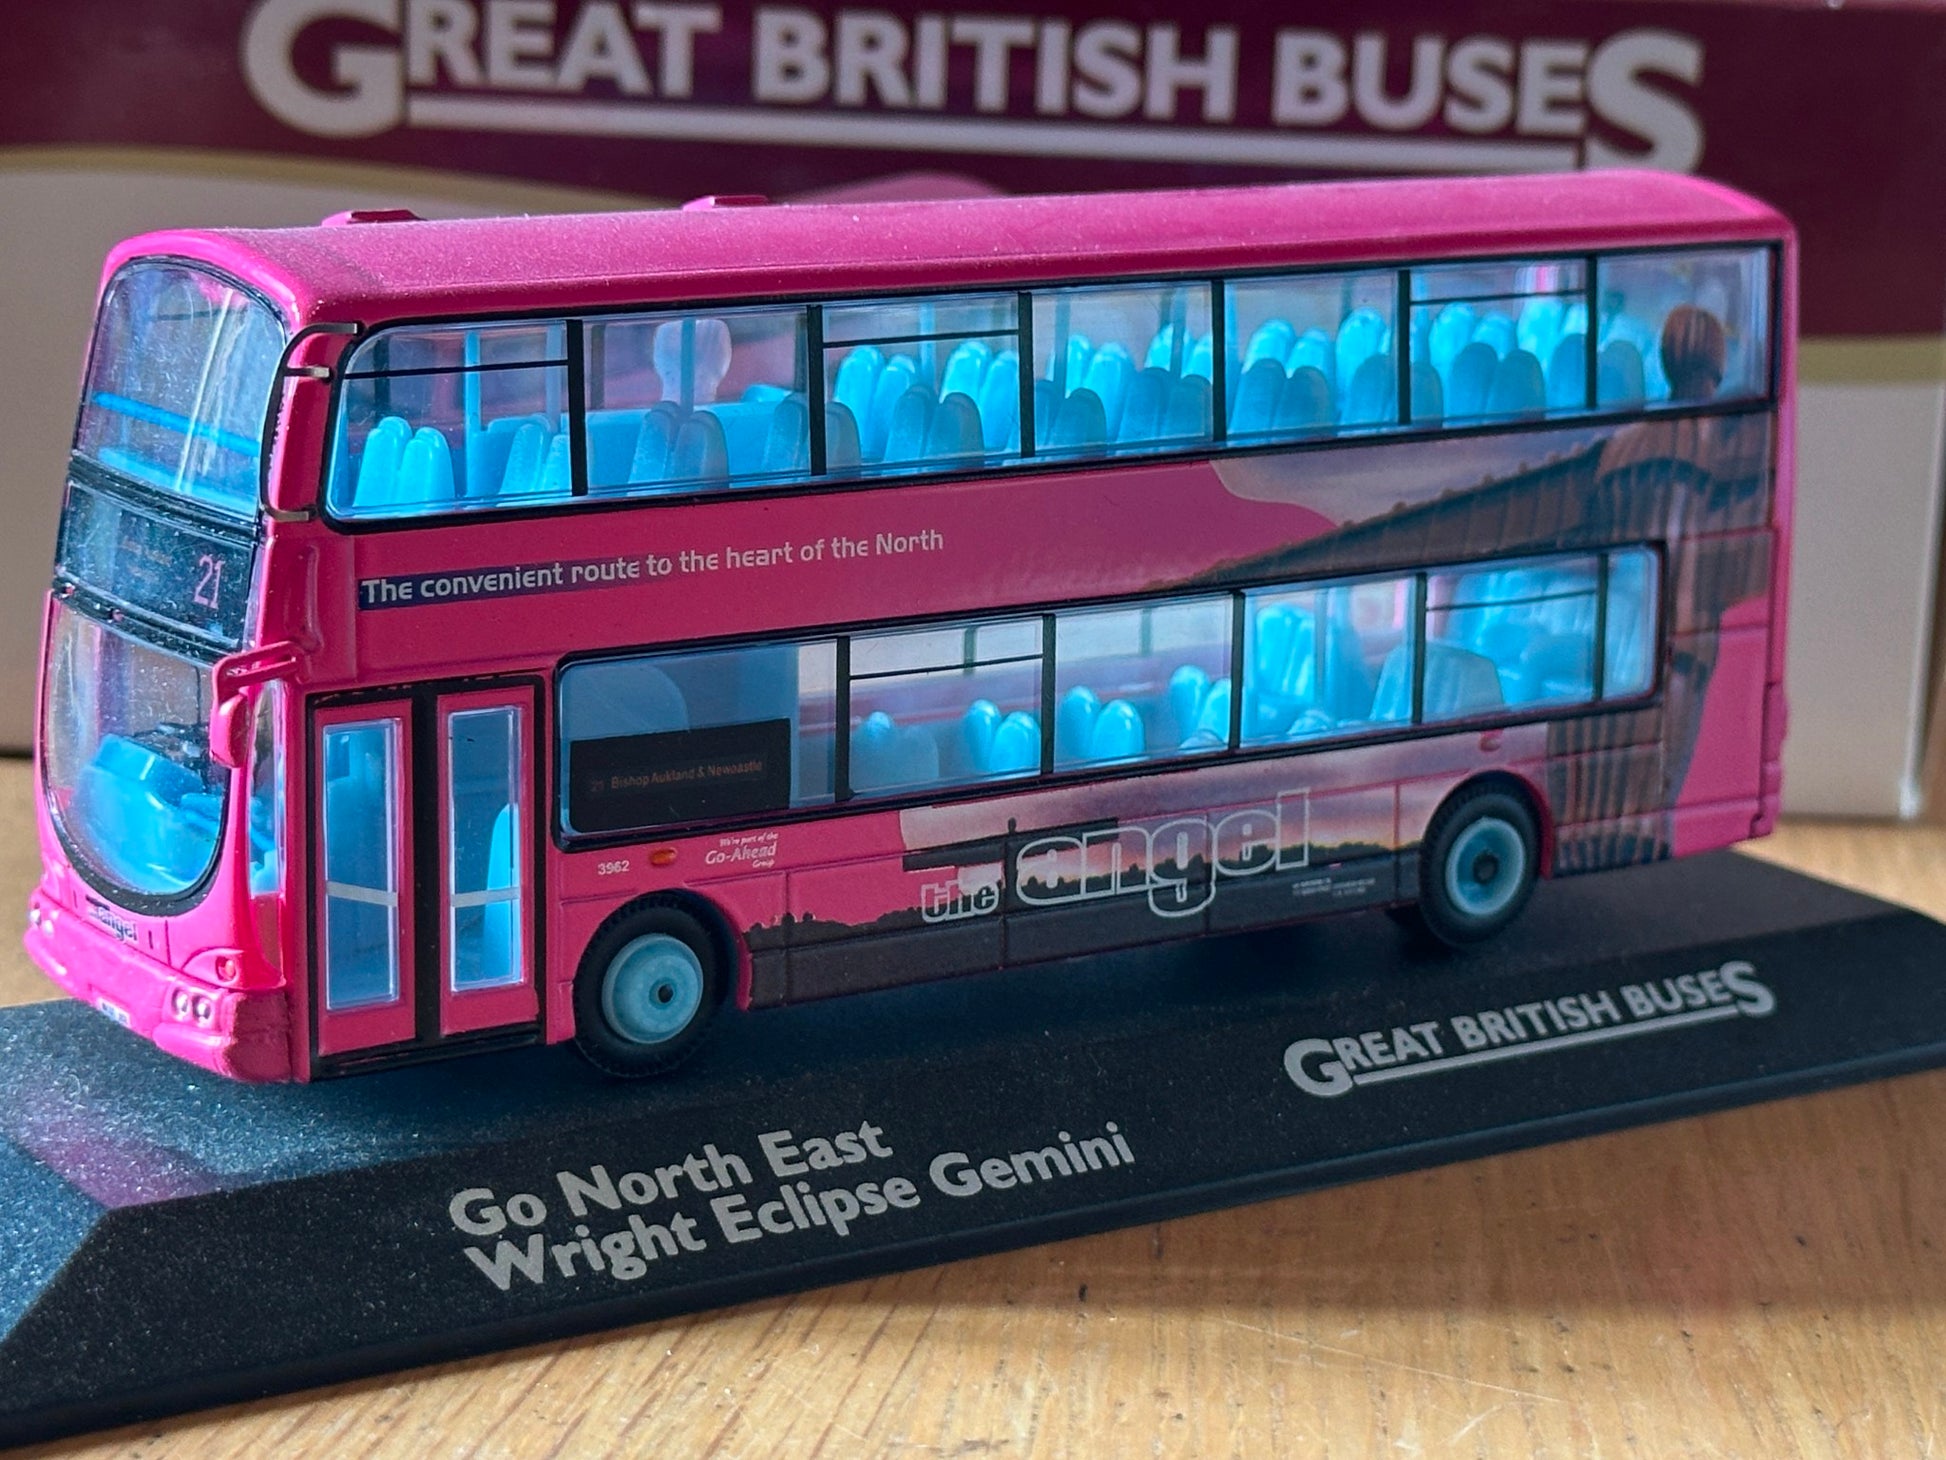 GREAT BRITISH BUSES
21
The convenient route to the heart of the North
21 Bishop Aukland & Newcastle
We're part of the
Go-Ahead
Group
3962
the angel
angel
GREAT BRITISH BUSES
Go North East
Wright Eclipse Gemini